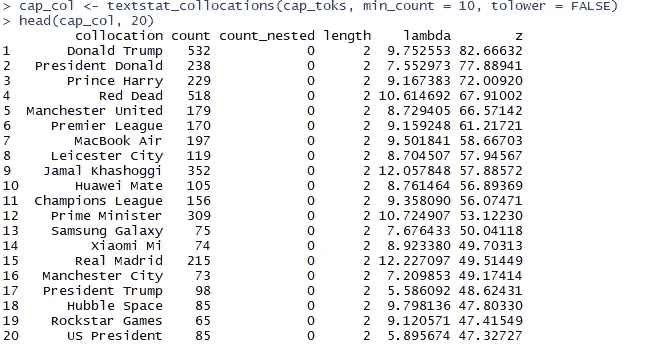 > cap_col <- textstat_collocations(cap_toks, min_count = 10, tolower = FALSE)
> head(cap_col, 20)
collocation count count_nested length lambda z
1 Donald Trump 532 0 2 9.752553 82.66632
2 President Donald 238 0 2 7.552973 77.88941
3 Prince Harry 229 0 2 9.167383 72.00920
4 Red Dead 518 0 2 10.614692 67.91002
5 Manchester United 179 0 2 8.729405 66.57142
6 Premier League 170 0 2 9.159248 61.21721
7 MacBook Air 197 0 2 9.501841 58.66703
8 Leicester City 119 0 2 8.704507 57.94567
9 Jamal Khashoggi 352 0 2 12.057848 57.88572
10 Huawei Mate 105 0 2 8.761464 56.89369
11 Champions League 156 0 2 9.358090 56.07471
12 Prime Minister 309 0 2 10.724907 53.12230
13 Samsung Galaxy 75 0 2 7.676433 50.04118
14 Xiaomi Mi 74 0 2 8.923380 49.70313
15 Real Madrid 215 0 2 12.227097 49.51449
16 Manchester City 73 0 2 7.209853 49.17414
17 President Trump 98 0 2 5.586092 48.62431
18 Hubble Space 85 0 2 9.798136 47.80330
19 Rockstar Games 65 0 2 9.120571 47.41549
20 US President 85 0 2 5.895674 47.32727